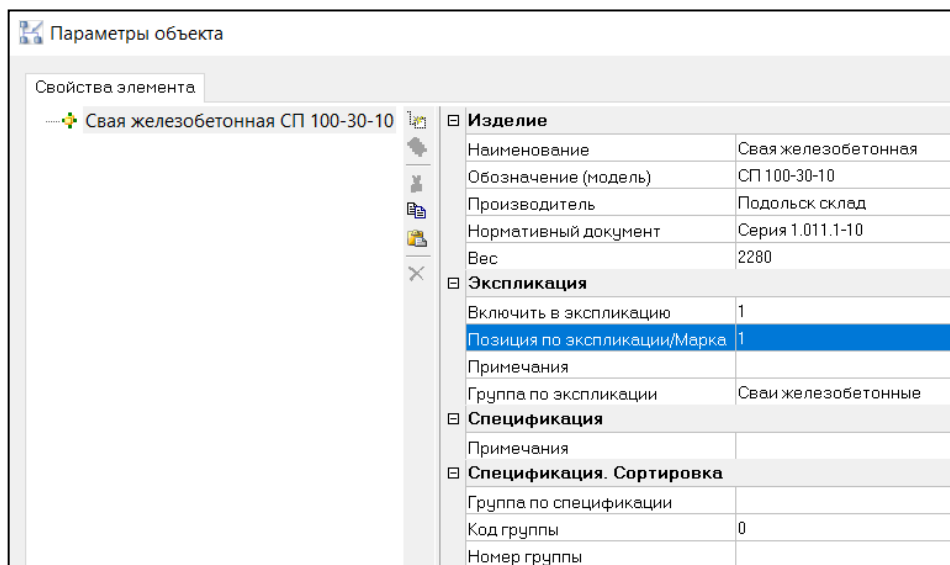 Параметры объекта
Свойства элемента
Свая железобетонная СП 100-30-10
Изделие
Наименование Свая железобетонная
Обозначение (модель) СП 100-30-10
Производитель Подольск склад
Нормативный документ Серия 1.011.1-10
Вес 2280
Экспликация
Включить в экспликацию 1
Позиция по экспликации/Марка 1
Примечания
Группа по экспликации Сваи железобетонные
Спецификация
Примечания
Спецификация. Сортировка
Группа по спецификации
Код группы 0
Номер группы